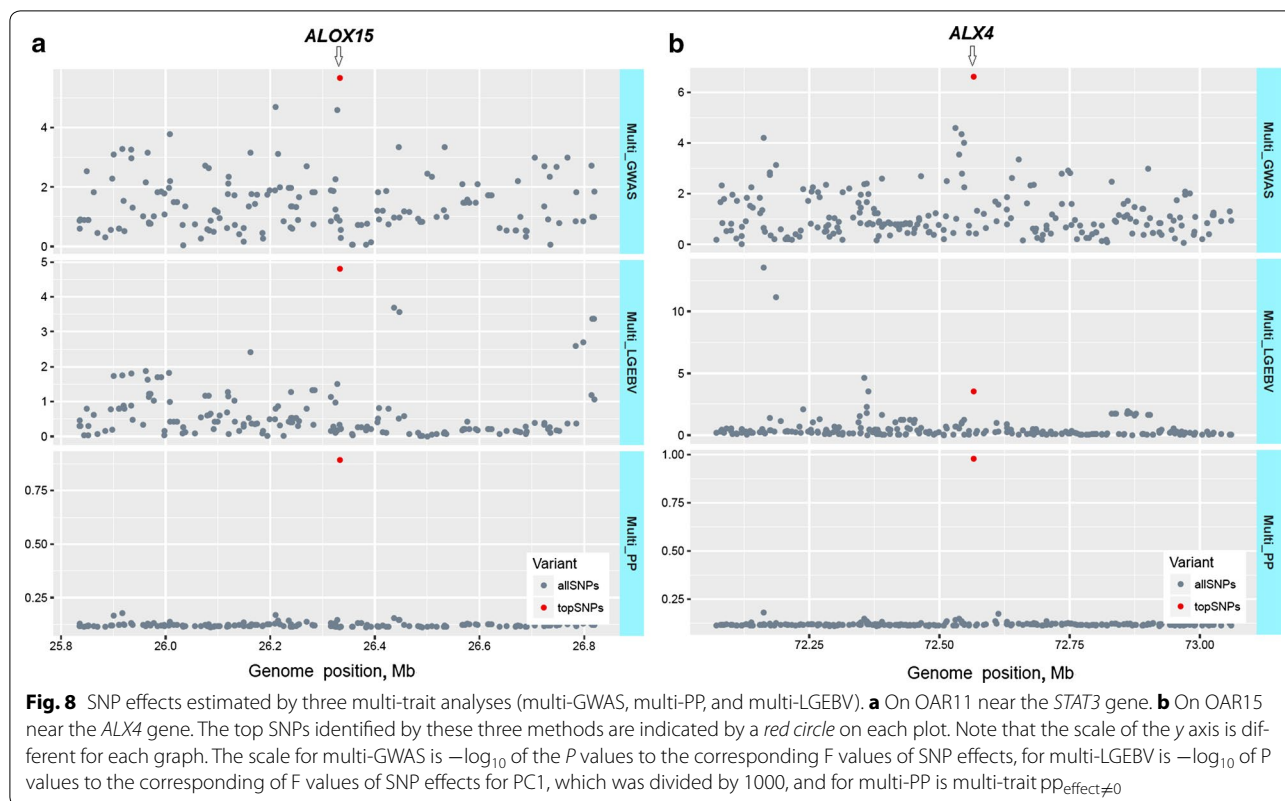 a
ALOX15
4
2
0
Multi_GWAS
5
4
3
2
1
0
Multi_LGEBV
0.75
0.50
0.25
Multi_PP
Variant
allSNPs
topSNPs
25.8 26.0 26.2 26.4 26.6 26.8
Genome position, Mb
b
ALX4
6
4
2
0
Multi_GWAS
10
5
0
Multi_LGEBV
1.00
0.75
0.50
0.25
Multi_PP
Variant
allSNPs
topSNPs
72.25 72.50 72.75 73.00
Genome position, Mb
Fig. 8 SNP effects estimated by three multi-trait analyses (multi-GWAS, multi-PP, and multi-LGEBV). a On OAR11 near the STAT3 gene. b On OAR15
near the ALX4 gene. The top SNPs identified by these three methods are indicated by a red circle on each plot. Note that the scale of the y axis is dif-
ferent for each graph. The scale for multi-GWAS is −log10 of the P values to the corresponding F values of SNP effects, for multi-LGEBV is −log10 of P
values to the corresponding of F values of SNP effects for PC1, which was divided by 1000, and for multi-PP is multi-trait ppeffect≠0